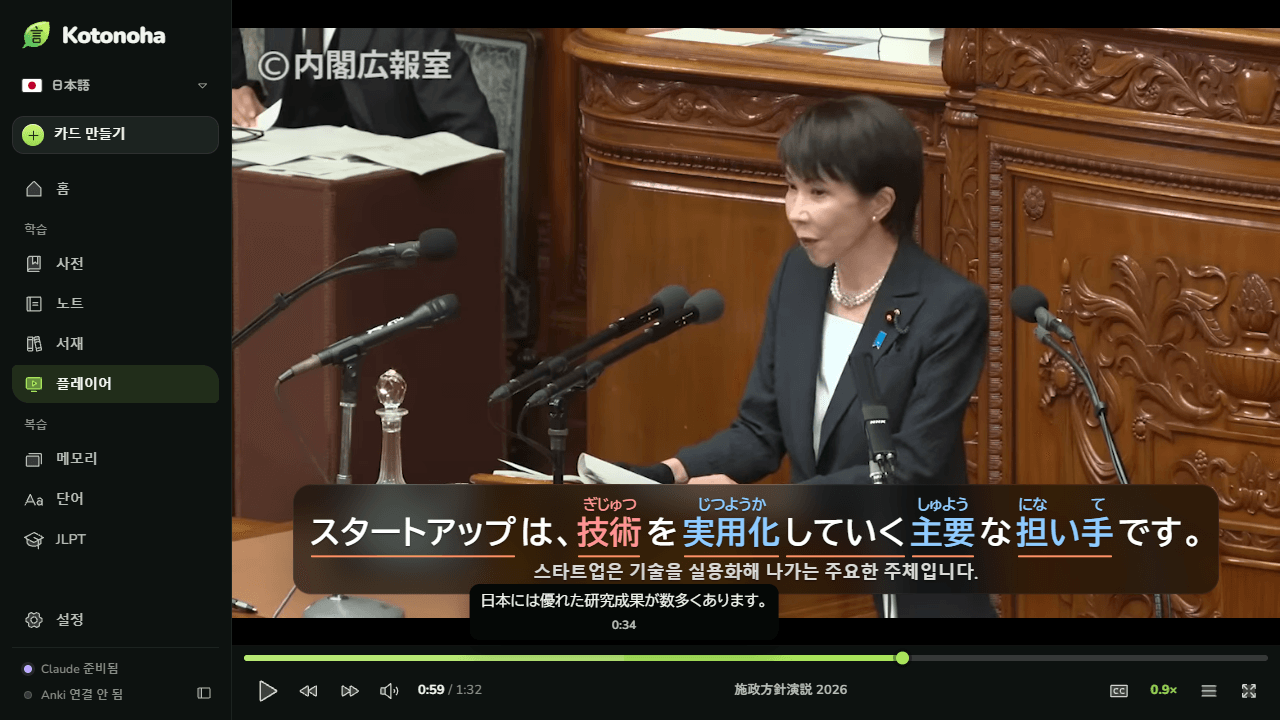 言 Kotonoha
日本語
+ 카드 만들기
홈
학습
사전
노트
서재
플레이어
복습
메모리
Aa 단어
JLPT
설정
Claude 준비됨
Anki 연결 안 됨
©内閣広報室
NHK
ぎじゅつ じつようか しゅよう にな て
スタートアップは、技術を実用化していく主要な担い手です。
스타트업은 기술을 실용화해 나가는 주요한 주체입니다.
日本には優れた研究成果が数多くあります。
0:34
0:59 / 1:32
施政方針演説 2026
CC
0.9×